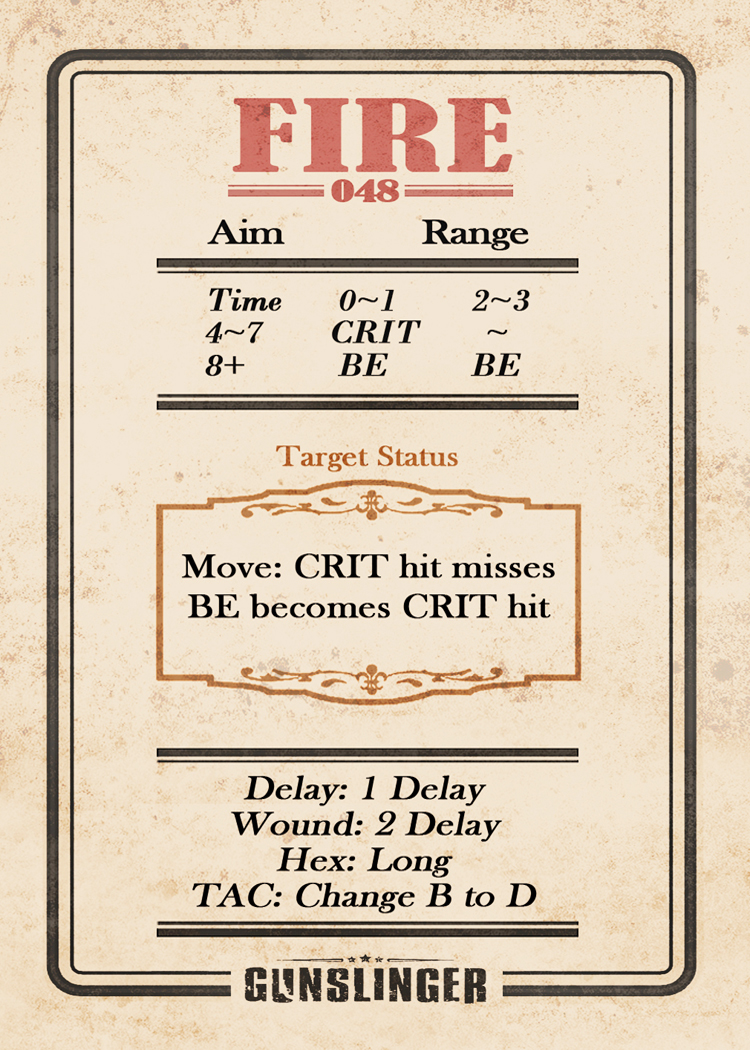 FIRE
048
Aim Range
Time 0~1 2~3
4~7 CRIT ~
8+ BE BE
Target Status
Move: CRIT hit misses
BE becomes CRIT hit
Delay: 1 Delay
Wound: 2 Delay
Hex: Long
TAC: Change B to D
GUNSLINGER